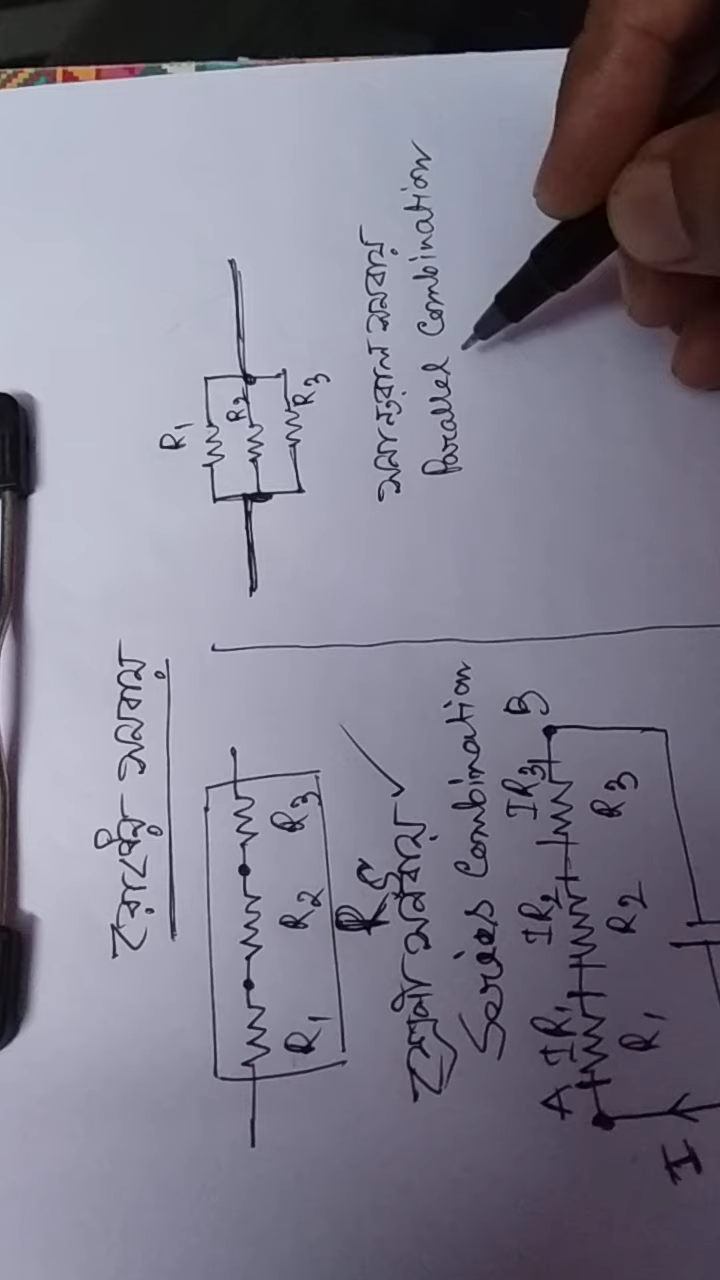 রোধের সমবায়
R₁ R₂ R₃
Rₛ
শ্রেণী সমবায়
Series Combination
A IR₁ IR₂ IR₃ B
R₁ R₂ R₃
I
R₁
R₂
R₃
সমান্তরাল সমবায়
Parallel Combination